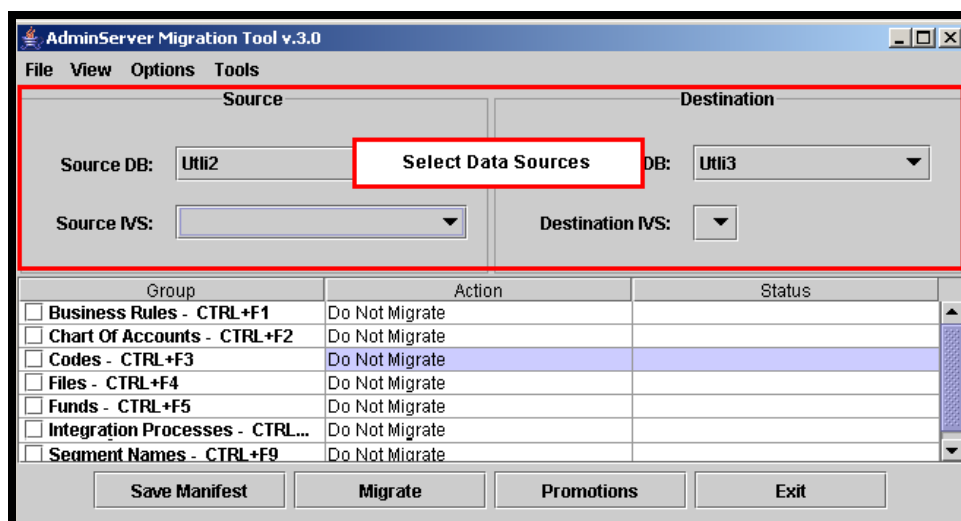 AdminServer Migration Tool v.3.0
File View Options Tools
Source Destination
Source DB: Utli2 Select Data Sources DB: Utli3
Source IVS: Destination IVS:
Group Action Status
Business Rules - CTRL+F1 Do Not Migrate
Chart Of Accounts - CTRL+F2 Do Not Migrate
Codes - CTRL+F3 Do Not Migrate
Files - CTRL+F4 Do Not Migrate
Funds - CTRL+F5 Do Not Migrate
Integration Processes - CTRL... Do Not Migrate
Segment Names - CTRL+F9 Do Not Migrate
Save Manifest Migrate Promotions Exit